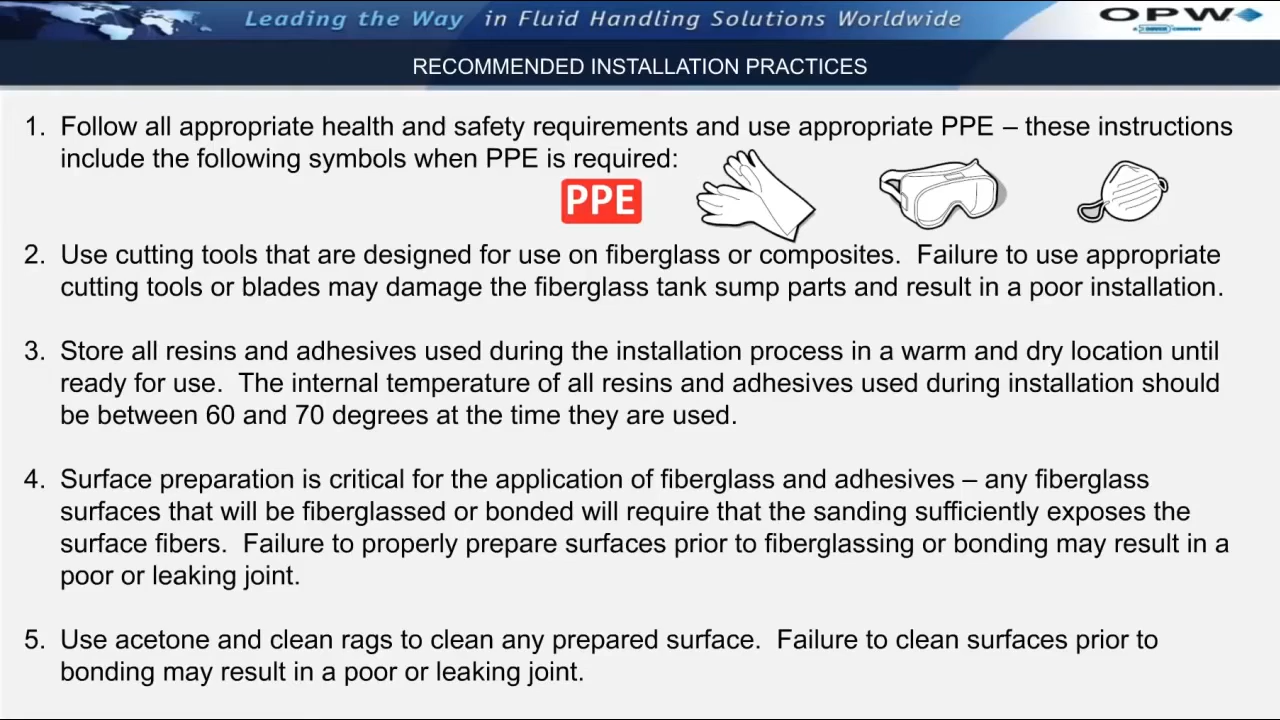 Leading the Way in Fluid Handling Solutions Worldwide
OPW
A DOVER COMPANY
RECOMMENDED INSTALLATION PRACTICES
1. Follow all appropriate health and safety requirements and use appropriate PPE – these instructions
include the following symbols when PPE is required:
PPE
2. Use cutting tools that are designed for use on fiberglass or composites. Failure to use appropriate
cutting tools or blades may damage the fiberglass tank sump parts and result in a poor installation.
3. Store all resins and adhesives used during the installation process in a warm and dry location until
ready for use. The internal temperature of all resins and adhesives used during installation should
be between 60 and 70 degrees at the time they are used.
4. Surface preparation is critical for the application of fiberglass and adhesives – any fiberglass
surfaces that will be fiberglassed or bonded will require that the sanding sufficiently exposes the
surface fibers. Failure to properly prepare surfaces prior to fiberglassing or bonding may result in a
poor or leaking joint.
5. Use acetone and clean rags to clean any prepared surface. Failure to clean surfaces prior to
bonding may result in a poor or leaking joint.